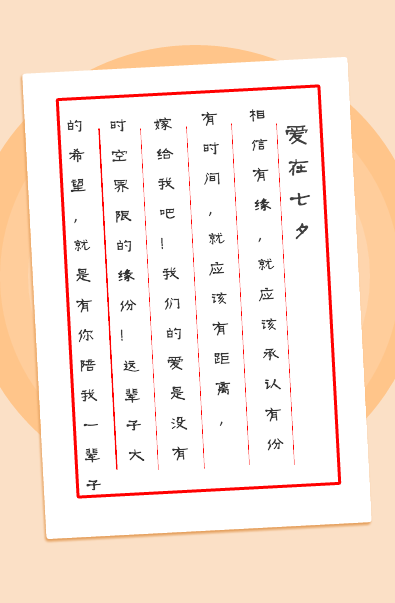 爱在七夕
相信有缘，就应该承认有份
有时间，就应该有距离，
嫁给我吧！我们的爱是没有
时空界限的缘份！这辈子大
的希望，就是有你陪我一辈子